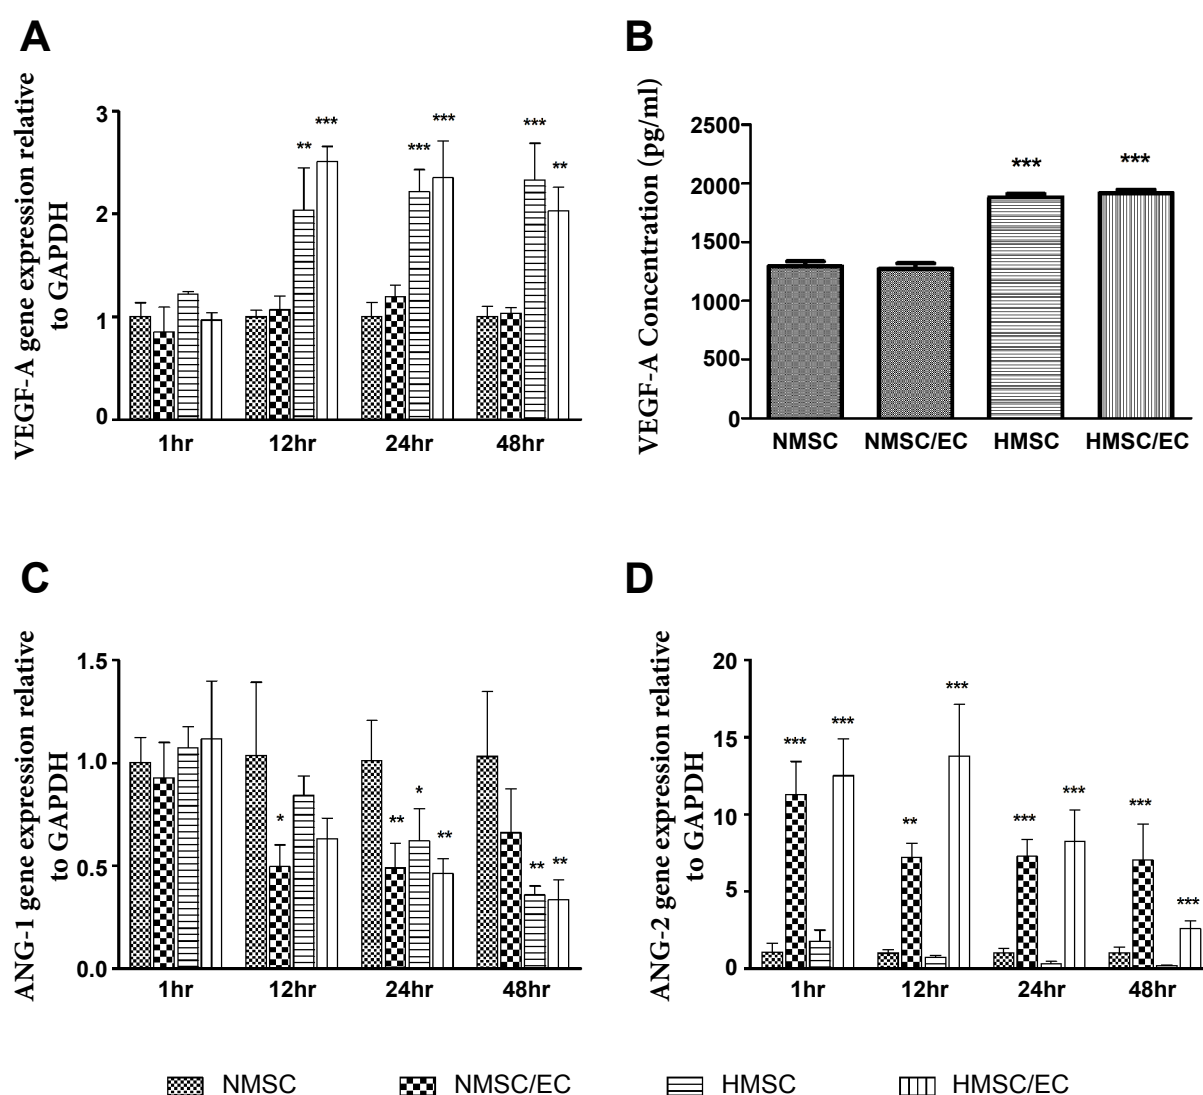 A
VEGF-A gene expression relative
to GAPDH
3
2
1
0
**
***
***
***
***
**
1hr
12hr
24hr
48hr
B
VEGF-A Concentration (pg/ml)
2500
2000
1500
1000
500
0
***
***
NMSC
NMSC/EC
HMSC
HMSC/EC
C
ANG-1 gene expression relative
to GAPDH
1.5
1.0
0.5
0.0
*
**
*
**
**
**
1hr
12hr
24hr
48hr
D
ANG-2 gene expression relative
to GAPDH
20
15
10
5
0
***
***
**
***
***
***
***
***
1hr
12hr
24hr
48hr
NMSC
NMSC/EC
HMSC
HMSC/EC